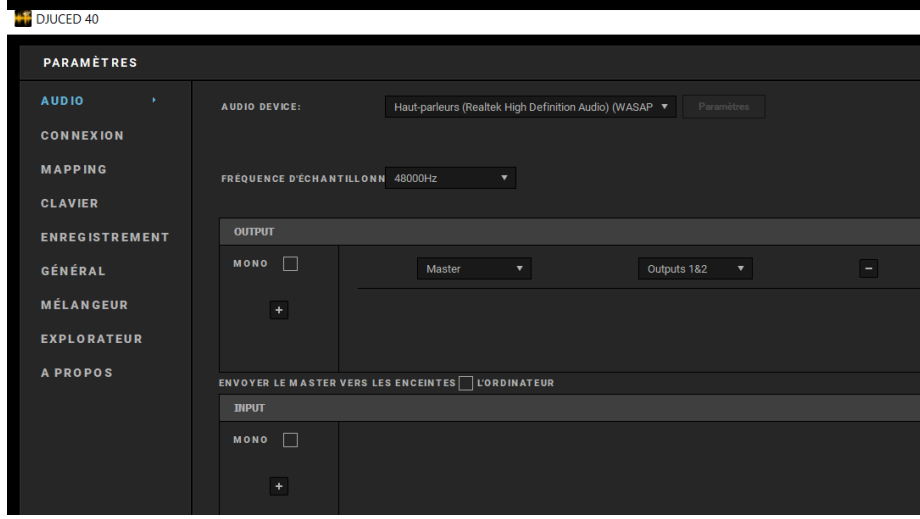 DJUCED 40
PARAMÈTRES
AUDIO
CONNEXION
MAPPING
CLAVIER
ENREGISTREMENT
GÉNÉRAL
MÉLANGEUR
EXPLORATEUR
A PROPOS
AUDIO DEVICE: Haut-parleurs (Realtek High Definition Audio) (WASAP Paramètres
FRÉQUENCE D'ÉCHANTILLONN 48000Hz
OUTPUT
MONO Master Outputs 1&2 −
+
ENVOYER LE MASTER VERS LES ENCEINTES L'ORDINATEUR
INPUT
MONO
+